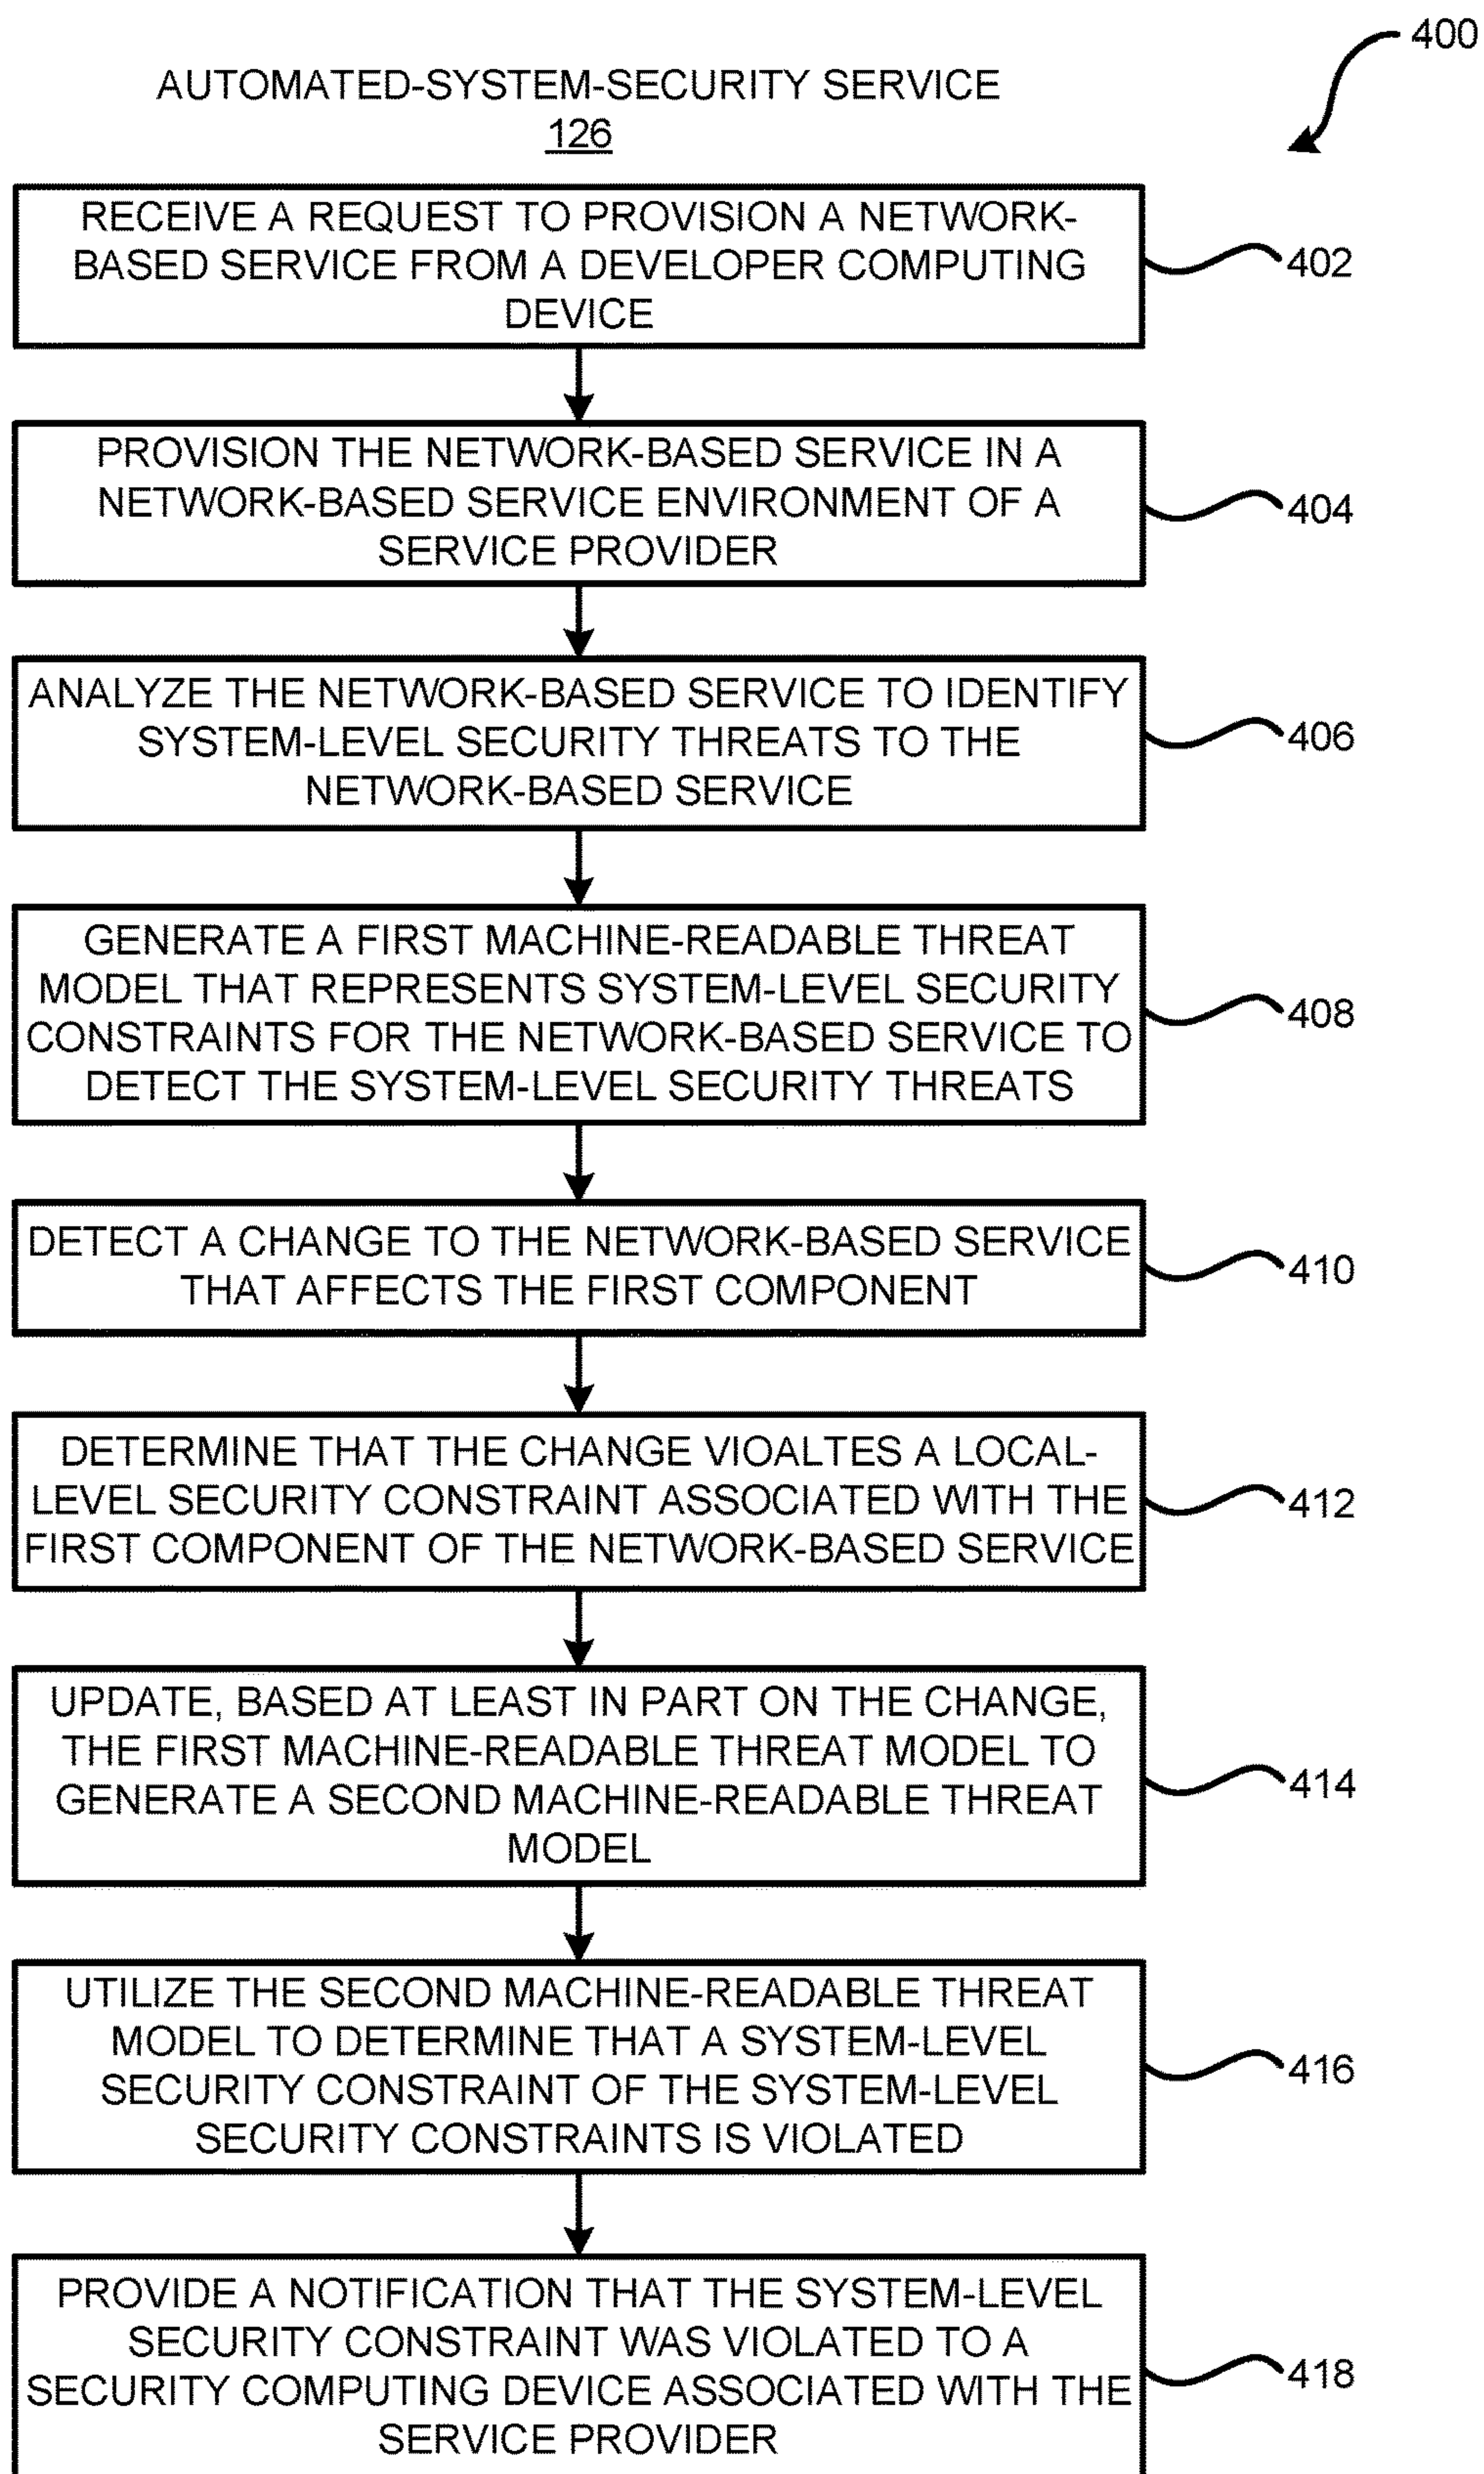 400
AUTOMATED-SYSTEM-SECURITY SERVICE
126
RECEIVE A REQUEST TO PROVISION A NETWORK-
BASED SERVICE FROM A DEVELOPER COMPUTING
DEVICE
402
PROVISION THE NETWORK-BASED SERVICE IN A
NETWORK-BASED SERVICE ENVIRONMENT OF A
SERVICE PROVIDER
404
ANALYZE THE NETWORK-BASED SERVICE TO IDENTIFY
SYSTEM-LEVEL SECURITY THREATS TO THE
NETWORK-BASED SERVICE
406
GENERATE A FIRST MACHINE-READABLE THREAT
MODEL THAT REPRESENTS SYSTEM-LEVEL SECURITY
CONSTRAINTS FOR THE NETWORK-BASED SERVICE TO
DETECT THE SYSTEM-LEVEL SECURITY THREATS
408
DETECT A CHANGE TO THE NETWORK-BASED SERVICE
THAT AFFECTS THE FIRST COMPONENT
410
DETERMINE THAT THE CHANGE VIOALTES A LOCAL-
LEVEL SECURITY CONSTRAINT ASSOCIATED WITH THE
FIRST COMPONENT OF THE NETWORK-BASED SERVICE
412
UPDATE, BASED AT LEAST IN PART ON THE CHANGE,
THE FIRST MACHINE-READABLE THREAT MODEL TO
GENERATE A SECOND MACHINE-READABLE THREAT
MODEL
414
UTILIZE THE SECOND MACHINE-READABLE THREAT
MODEL TO DETERMINE THAT A SYSTEM-LEVEL
SECURITY CONSTRAINT OF THE SYSTEM-LEVEL
SECURITY CONSTRAINTS IS VIOLATED
416
PROVIDE A NOTIFICATION THAT THE SYSTEM-LEVEL
SECURITY CONSTRAINT WAS VIOLATED TO A
SECURITY COMPUTING DEVICE ASSOCIATED WITH THE
SERVICE PROVIDER
418